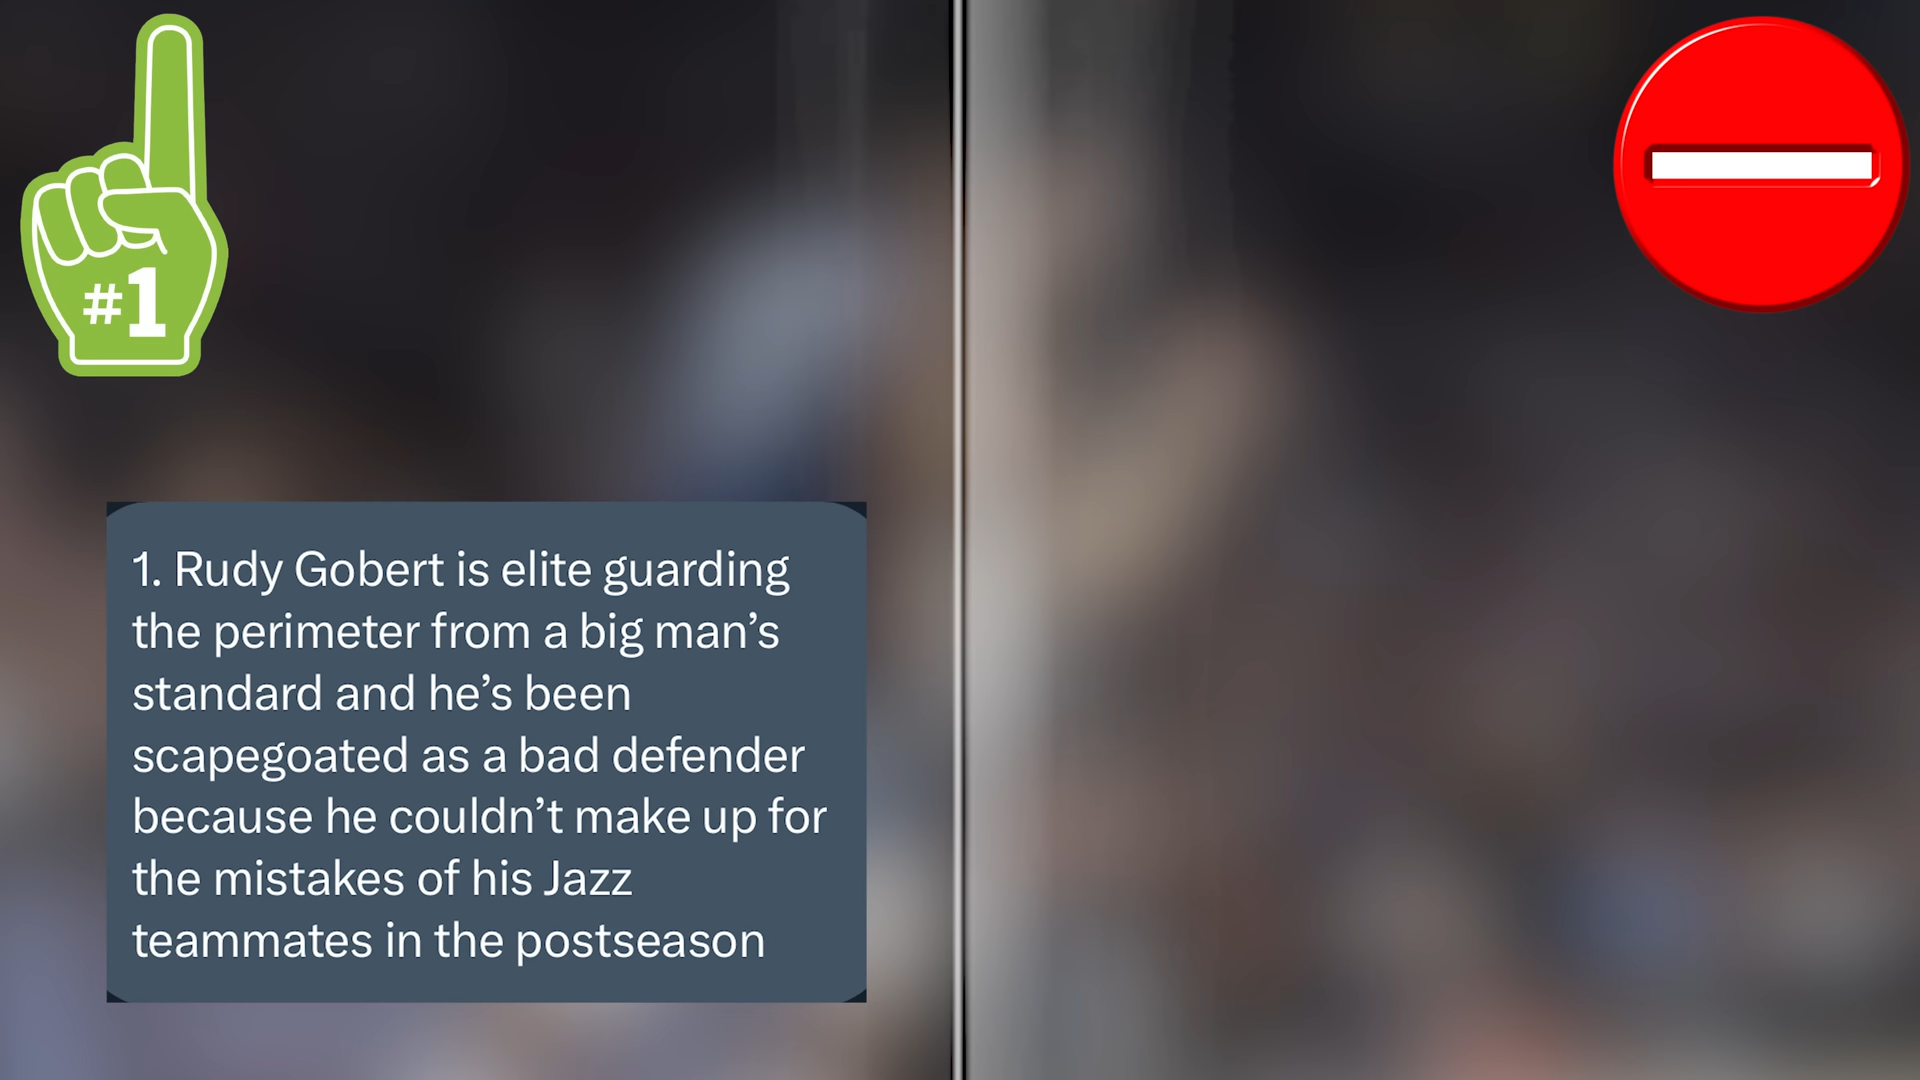 #1
1. Rudy Gobert is elite guarding
the perimeter from a big man’s
standard and he’s been
scapegoated as a bad defender
because he couldn’t make up for
the mistakes of his Jazz
teammates in the postseason